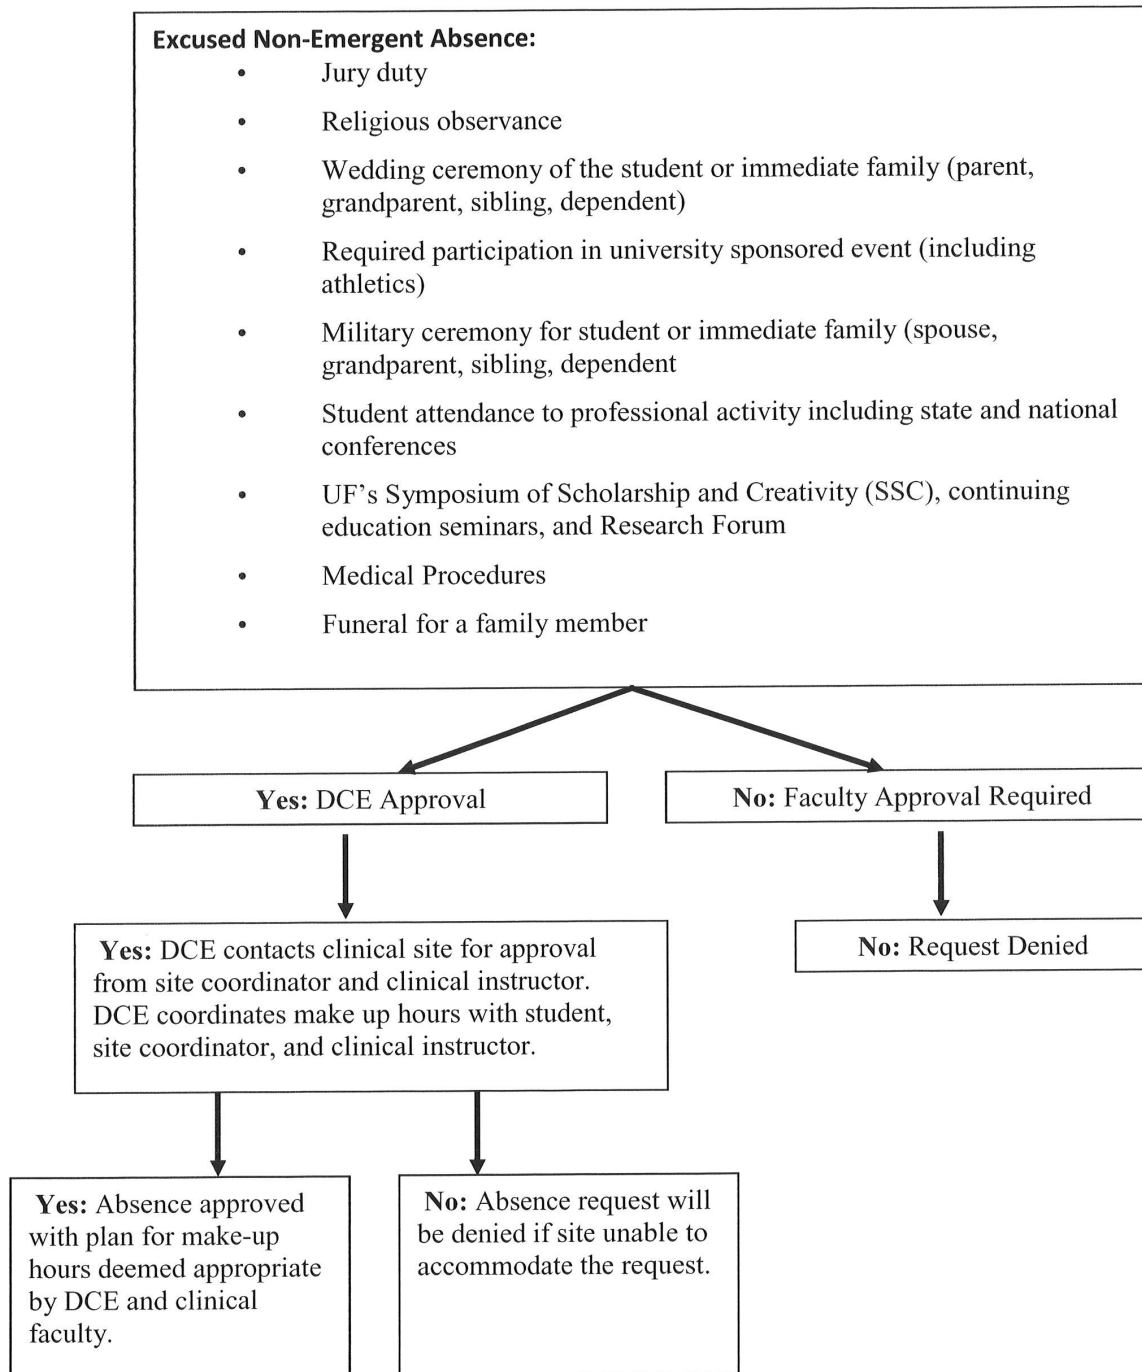 Excused Non-Emergent Absence:
• Jury duty
• Religious observance
• Wedding ceremony of the student or immediate family (parent,
grandparent, sibling, dependent)
• Required participation in university sponsored event (including
athletics)
• Military ceremony for student or immediate family (spouse,
grandparent, sibling, dependent
• Student attendance to professional activity including state and national
conferences
• UF’s Symposium of Scholarship and Creativity (SSC), continuing
education seminars, and Research Forum
• Medical Procedures
• Funeral for a family member
Yes: DCE Approval
No: Faculty Approval Required
Yes: DCE contacts clinical site for approval
from site coordinator and clinical instructor.
DCE coordinates make up hours with student,
site coordinator, and clinical instructor.
No: Request Denied
Yes: Absence approved
with plan for make-up
hours deemed appropriate
by DCE and clinical
faculty.
No: Absence request will
be denied if site unable to
accommodate the request.